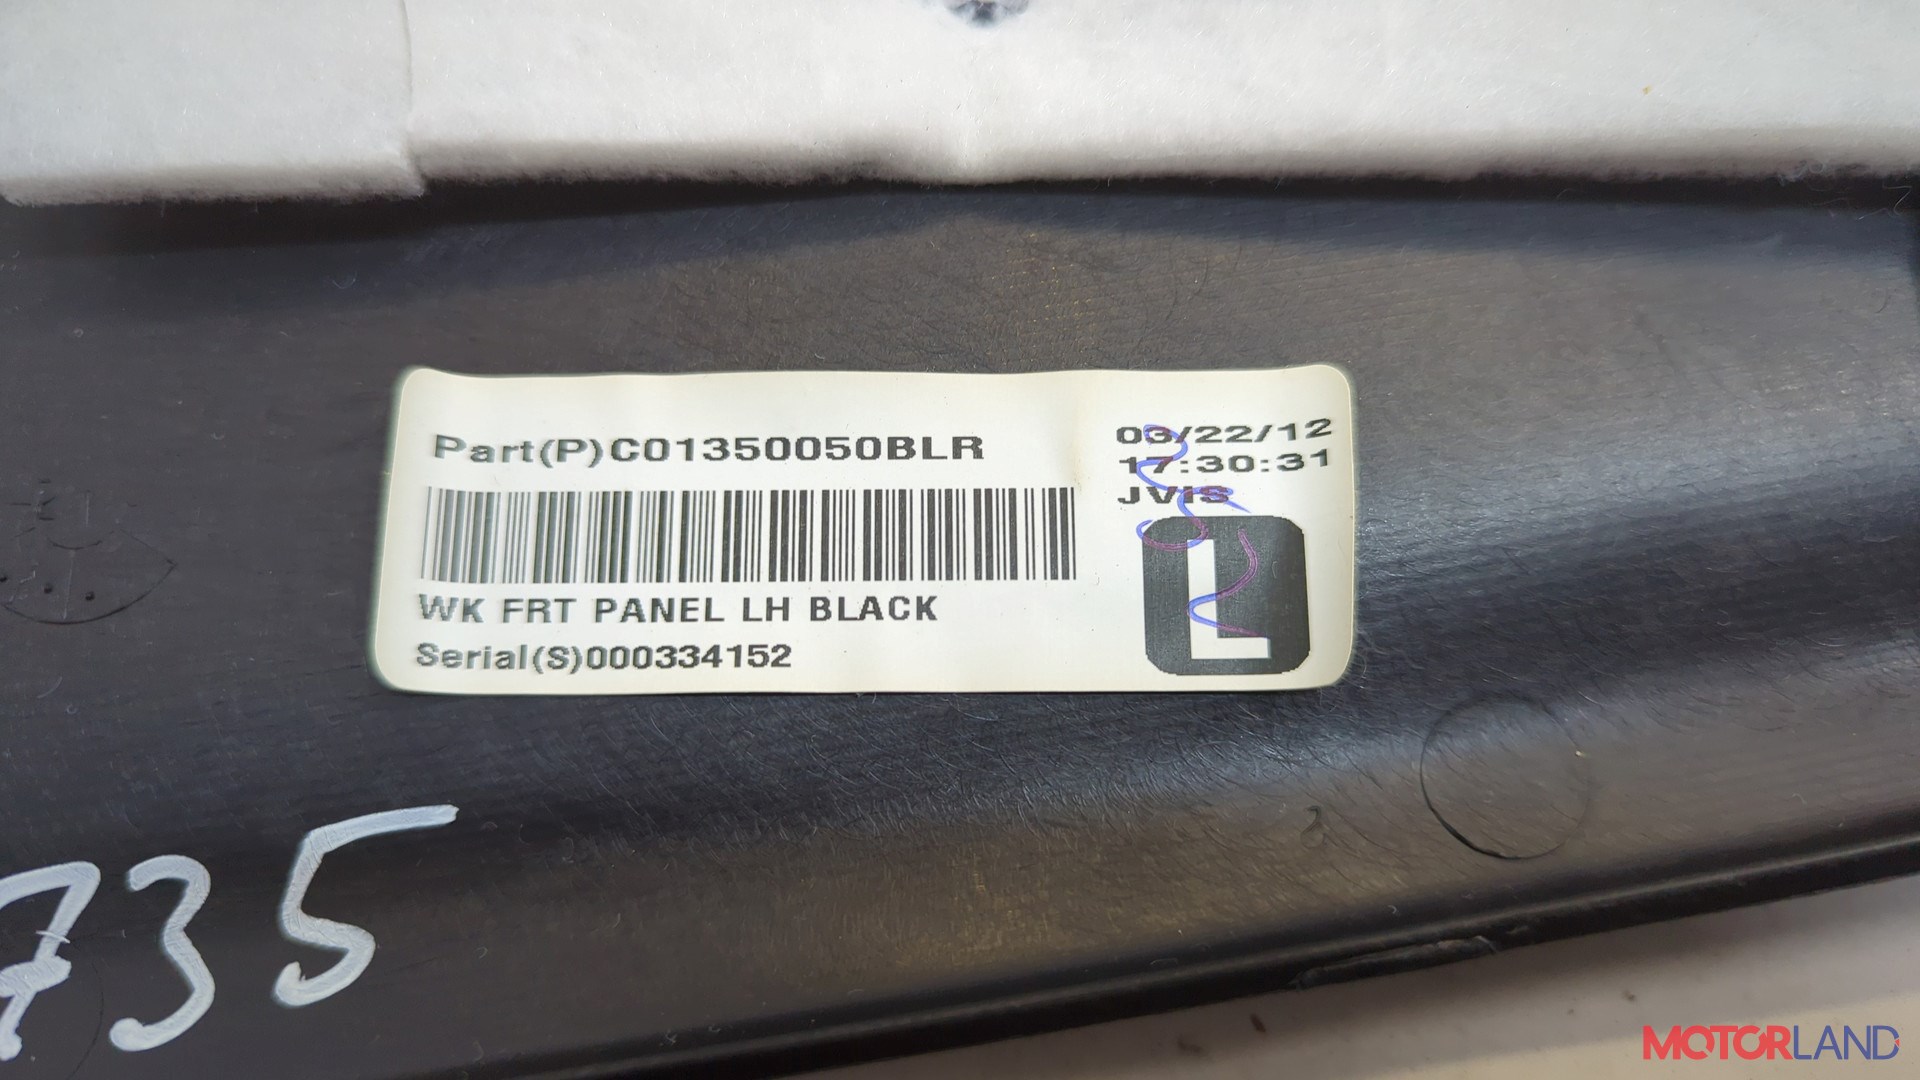 Part(P)C01350050BLR
03/22/12
17:30:31
JVIS
L
WK FRT PANEL LH BLACK
Serial(S)000334152
735
MOTORLAND